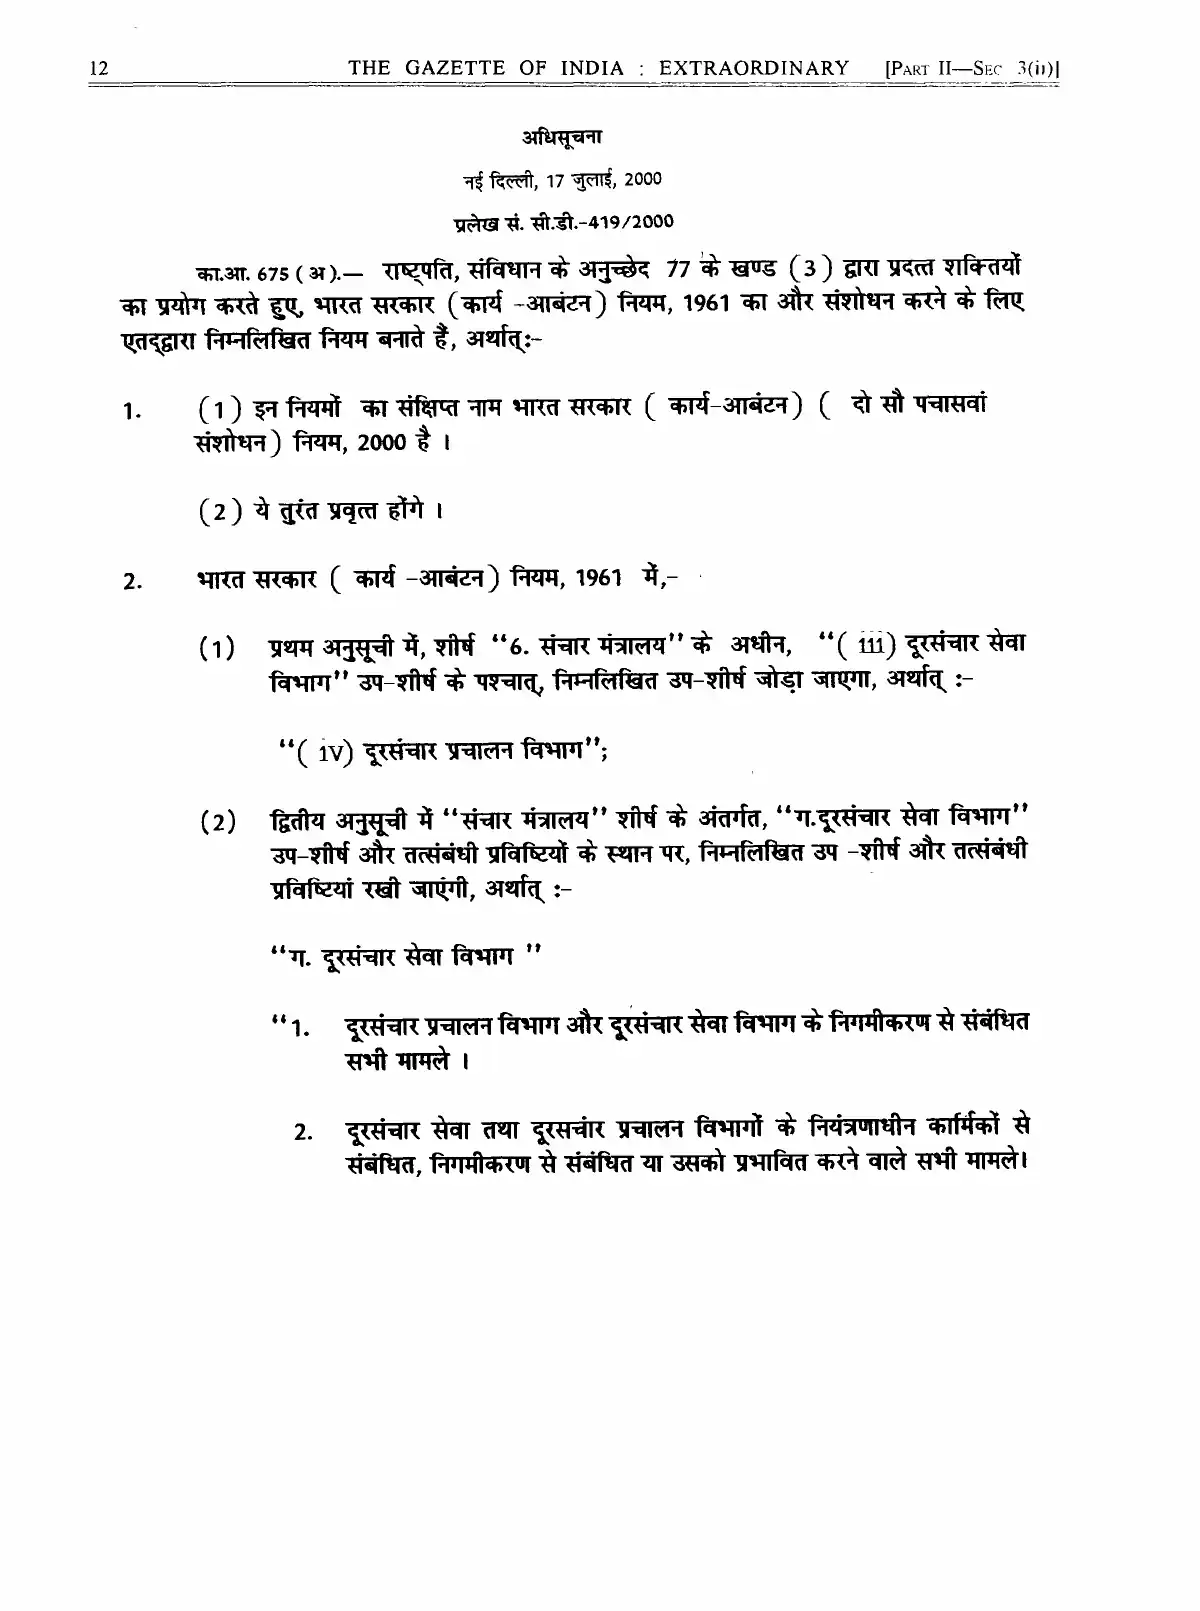 12 THE GAZETTE OF INDIA : EXTRAORDINARY [PART II—SEC 3(ii)]
अधिसूचना
नई दिल्ली, 17 जुलाई, 2000
प्रलेख सं. सी.डी.-419/2000
का.आ. 675 ( अ ).— राष्ट्रपति, संविधान के अनुच्छेद 77 के खण्ड (3) द्वारा प्रदत्त शक्तियों
का प्रयोग करते हुए, भारत सरकार (कार्य -आबंटन) नियम, 1961 का और संशोधन करने के लिए
एतद्द्वारा निम्नलिखित नियम बनाते हैं, अर्थात्:-
1. (1) इन नियमों का संक्षिप्त नाम भारत सरकार ( कार्य-आबंटन) ( दो सौ पचासवां
संशोधन) नियम, 2000 है ।
(2) ये तुरंत प्रवृत्त होंगे ।
2. भारत सरकार ( कार्य -आबंटन) नियम, 1961 में,-
(1) प्रथम अनुसूची में, शीर्ष “6. संचार मंत्रालय” के अधीन, “( iii) दूरसंचार सेवा
विभाग” उप-शीर्ष के पश्चात्, निम्नलिखित उप-शीर्ष जोड़ा जाएगा, अर्थात् :-
“( iv) दूरसंचार प्रचालन विभाग”;
(2) द्वितीय अनुसूची में “संचार मंत्रालय” शीर्ष के अंतर्गत, “ग.दूरसंचार सेवा विभाग”
उप-शीर्ष और तत्संबंधी प्रविष्टियों के स्थान पर, निम्नलिखित उप -शीर्ष और तत्संबंधी
प्रविष्टियां रखी जाएंगी, अर्थात् :-
“ग. दूरसंचार सेवा विभाग ”
“1. दूरसंचार प्रचालन विभाग और दूरसंचार सेवा विभाग के निगमीकरण से संबंधित
सभी मामले ।
2. दूरसंचार सेवा तथा दूरसंचार प्रचालन विभागों के नियंत्रणाधीन कार्मिकों से
संबंधित, निगमीकरण से संबंधित या उसको प्रभावित करने वाले सभी मामले।